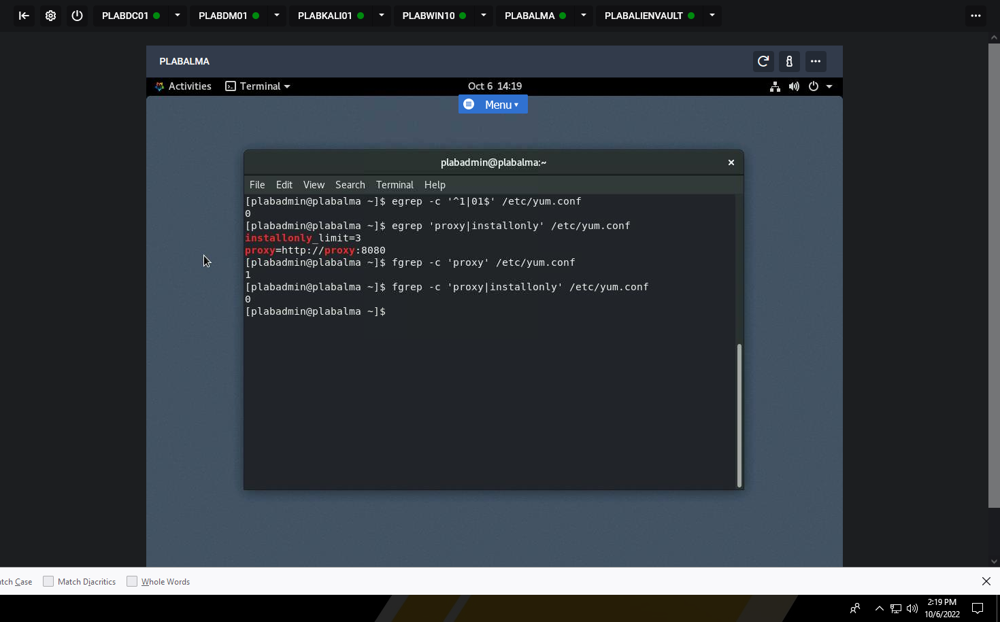 PLABDC01 PLABDM01 PLABKALI01 PLABWIN10 PLABALMA PLABALIENVAULT
PLABALMA
Activities Terminal Oct 6 14:19
Menu
plabadmin@plabalma:~
File Edit View Search Terminal Help
[plabadmin@plabalma ~]$ egrep -c '^1|01$' /etc/yum.conf
0
[plabadmin@plabalma ~]$ egrep 'proxy|installonly' /etc/yum.conf
installonly_limit=3
proxy=http://proxy:8080
[plabadmin@plabalma ~]$ fgrep -c 'proxy' /etc/yum.conf
1
[plabadmin@plabalma ~]$ fgrep -c 'proxy|installonly' /etc/yum.conf
0
[plabadmin@plabalma ~]$
atch Case Match Diacritics Whole Words
2:19 PM
10/6/2022